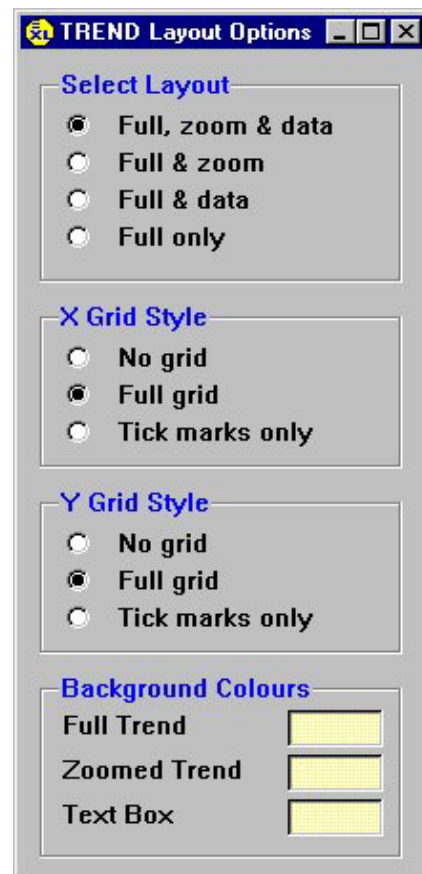 TREND Layout Options
Select Layout
Full, zoom & data
Full & zoom
Full & data
Full only
X Grid Style
No grid
Full grid
Tick marks only
Y Grid Style
No grid
Full grid
Tick marks only
Background Colours
Full Trend
Zoomed Trend
Text Box